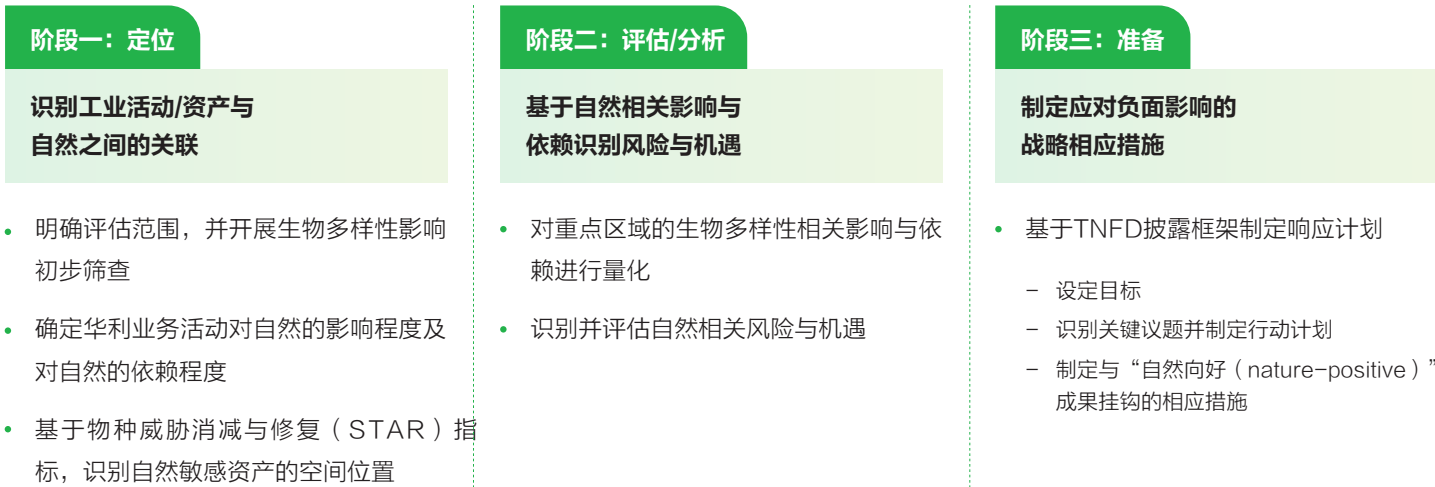 阶段一：定位
识别工业活动/资产与
自然之间的关联
• 明确评估范围，并开展生物多样性影响
初步筛查
• 确定华利业务活动对自然的影响程度及
对自然的依赖程度
• 基于物种威胁消减与修复（STAR）指
标，识别自然敏感资产的空间位置
阶段二：评估/分析
基于自然相关影响与
依赖识别风险与机遇
• 对重点区域的生物多样性相关影响与依
赖进行量化
• 识别并评估自然相关风险与机遇
阶段三：准备
制定应对负面影响的
战略相应措施
• 基于TNFD披露框架制定响应计划
– 设定目标
– 识别关键议题并制定行动计划
– 制定与“自然向好（nature-positive）”
成果挂钩的相应措施